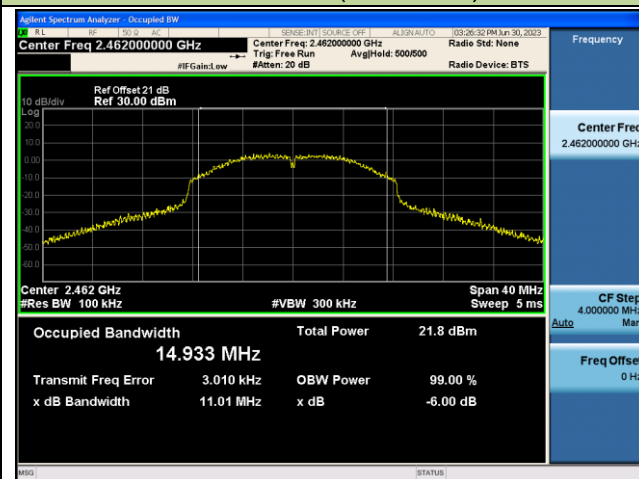 Agilent Spectrum Analyzer - Occupied BW
RL RF 50 Ω AC SENSE:INT SOURCE OFF ALIGN AUTO 03:26:32 PM Jun 30, 2023
Center Freq 2.462000000 GHz
Center Freq: 2.462000000 GHz
Radio Std: None
Trig: Free Run Avg|Hold: 500/500
#IFGain:Low #Atten: 20 dB Radio Device: BTS
Frequency
Ref Offset 21 dB
10 dB/div Ref 30.00 dBm
Log
20.0
10.0
0.00
-10.0
-20.0
-30.0
-40.0
-50.0
-60.0
Center 2.462 GHz Span 40 MHz
#Res BW 100 kHz #VBW 300 kHz Sweep 5 ms
Center Freq
2.462000000 GHz
CF Step
4.000000 MHz
Auto Man
Freq Offset
0 Hz
Occupied Bandwidth Total Power 21.8 dBm
14.933 MHz
Transmit Freq Error 3.010 kHz OBW Power 99.00 %
x dB Bandwidth 11.01 MHz x dB -6.00 dB
MSG STATUS